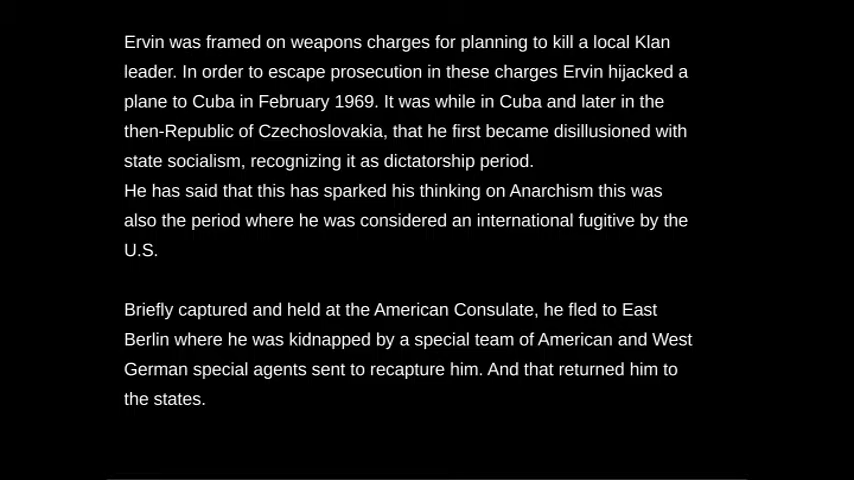 Ervin was framed on weapons charges for planning to kill a local Klan
leader. In order to escape prosecution in these charges Ervin hijacked a
plane to Cuba in February 1969. It was while in Cuba and later in the
then-Republic of Czechoslovakia, that he first became disillusioned with
state socialism, recognizing it as dictatorship period.
He has said that this has sparked his thinking on Anarchism this was
also the period where he was considered an international fugitive by the
U.S.
Briefly captured and held at the American Consulate, he fled to East
Berlin where he was kidnapped by a special team of American and West
German special agents sent to recapture him. And that returned him to
the states.